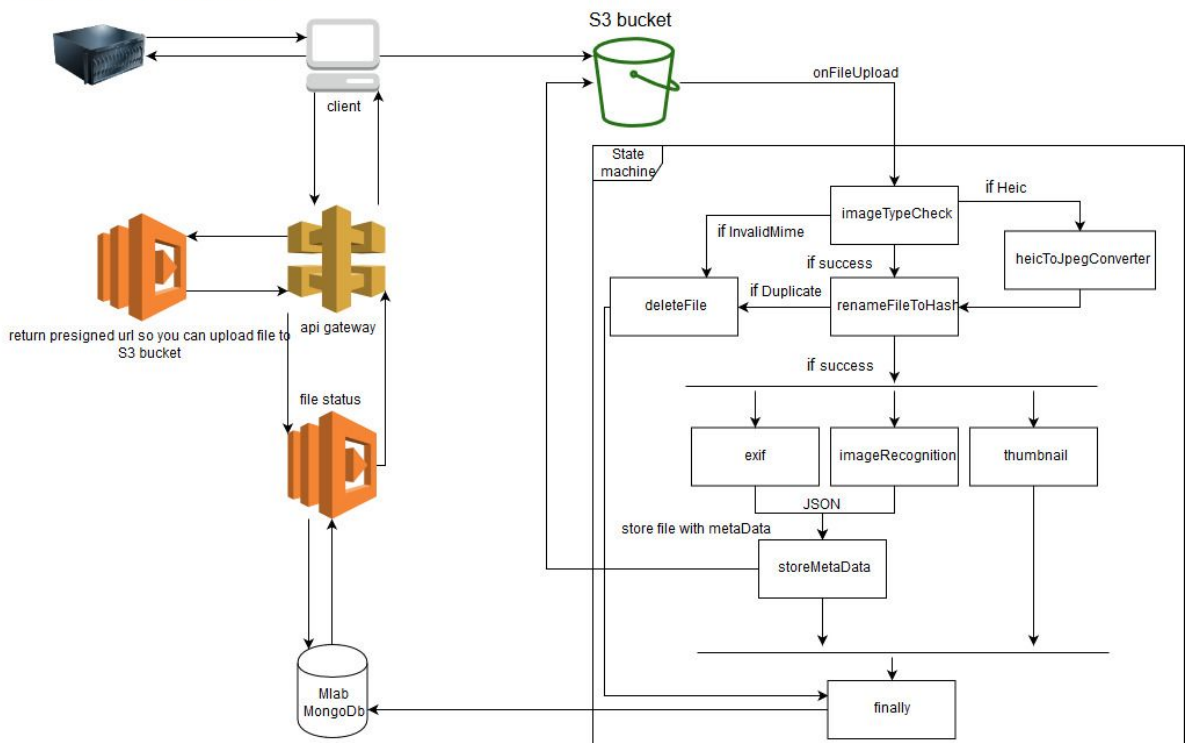 S3 bucket
onFileUpload
client
State
machine
if Heic
imageTypeCheck
if InvalidMime
heicToJpegConverter
if success
if Duplicate
deleteFile
renameFileToHash
api gateway
return presigned url so you can upload file to
S3 bucket
if success
file status
exif
imageRecognition
thumbnail
JSON
store file with metaData
storeMetaData
Mlab
MongoDb
finally